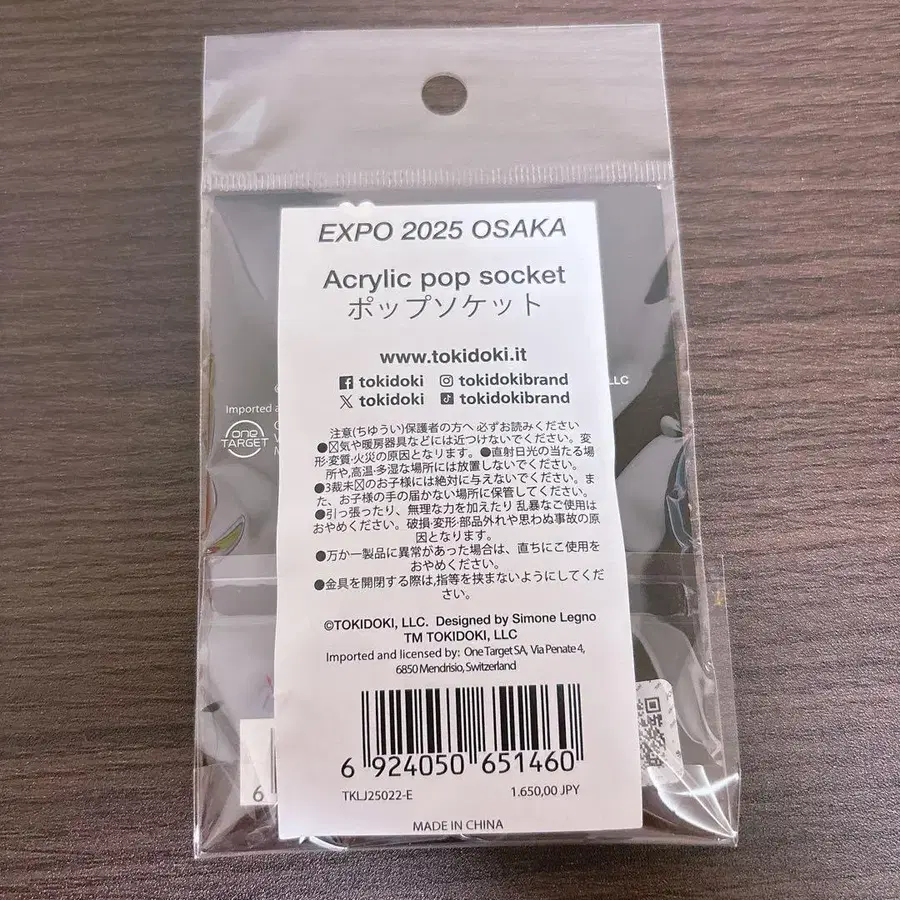 EXPO 2025 OSAKA
Acrylic pop socket
ポップソケット
www.tokidoki.it
tokidoki tokidokibrand
tokidoki tokidokibrand
LLC
Imported a
one
TARGET
注意(ちゆうい)保護者の方へ 必ずお読みください
●☒気や暖房器具などには近つけないでください。変
形·変質·火災の原因となリます。●直射日光の当たる場
所や,高温·多湿な場所には放置しないでください。
●3裁未☒のお子様には絶対に与えないでください。ま
た、お子様の手の届かない場所に保管してください。
●引っ張ったり、無理な力を加えたり 乱暴なご使用は
おやめください。破損·変形·部品外れや思わぬ事故の原
因となります。
●万か一製品に異常があった場合は、直ちにご使用を
おやめください。
●金具を開閉する際は,指等を挟まないようにしてくだ
さい。
©TOKIDOKI, LLC. Designed by Simone Legno
TM TOKIDOKI, LLC
Imported and licensed by: One Target SA, Via Penate 4,
6850 Mendrisio, Switzerland
6 924050 651460
6
TKLJ25022-E 1.650,00 JPY
MADE IN CHINA